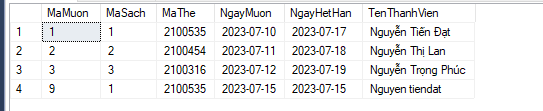 MaMuon MaSach MaThe NgayMuon NgayHetHan TenThanhVien
1 1 1 2100535 2023-07-10 2023-07-17 Nguyễn Tiến Đạt
2 2 2 2100454 2023-07-11 2023-07-18 Nguyễn Thị Lan
3 3 3 2100316 2023-07-12 2023-07-19 Nguyễn Trọng Phúc
4 9 1 2100535 2023-07-15 2023-07-15 Nguyen tiendat